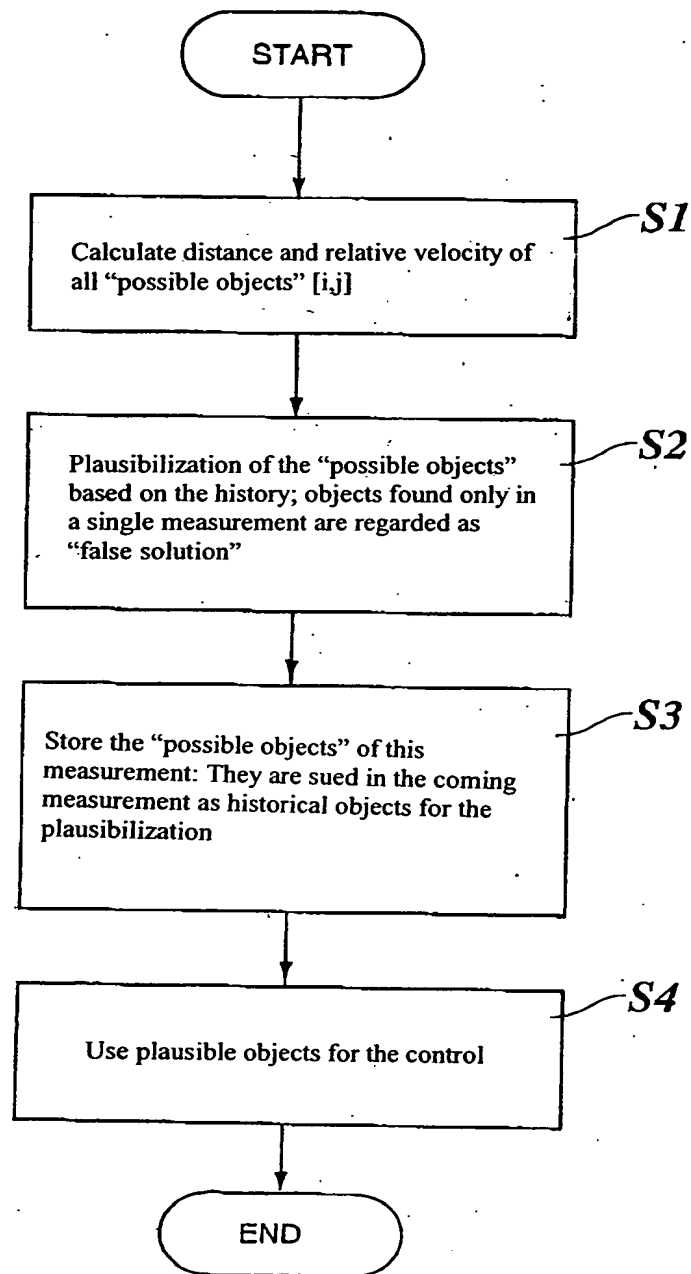 START
S1
Calculate distance and relative velocity of
all “possible objects” [i,j]
S2
Plausibilization of the “possible objects”
based on the history; objects found only in
a single measurement are regarded as
“false solution”
S3
Store the “possible objects” of this
measurement: They are sued in the coming
measurement as historical objects for the
plausibilization
S4
Use plausible objects for the control
END